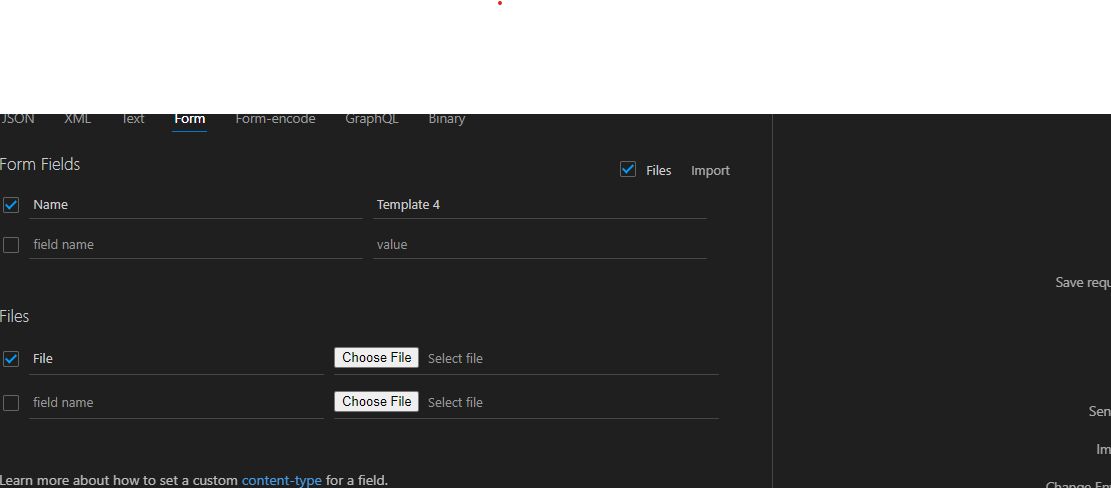 JSON XML Text Form Form-encode GraphQL Binary
Form Fields
Files Import
Name Template 4
field name value
Save requ
Files
File Choose File Select file
field name Choose File Select file
Sen
Im
Learn more about how to set a custom content-type for a field.
Change En